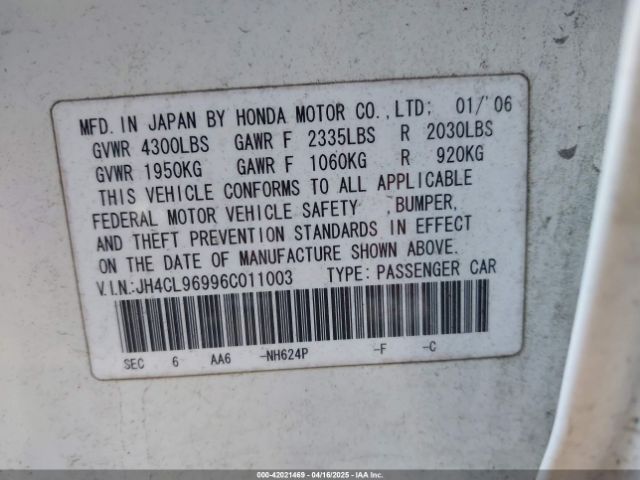 MFD. IN JAPAN BY HONDA MOTOR CO.,LTD; 01/'06
GVWR 4300LBS GAWR F 2335LBS R 2030LBS
GVWR 1950KG GAWR F 1060KG R 920KG
THIS VEHICLE CONFORMS TO ALL APPLICABLE
FEDERAL MOTOR VEHICLE SAFETY ,BUMPER,
AND THEFT PREVENTION STANDARDS IN EFFECT
ON THE DATE OF MANUFACTURE SHOWN ABOVE.
V.I.N.:JH4CL96996C011003 TYPE: PASSENGER CAR
SEC 6 AA6 -NH624P -F -C
000-42021469 | 04/16/2025 | IAA Inc.